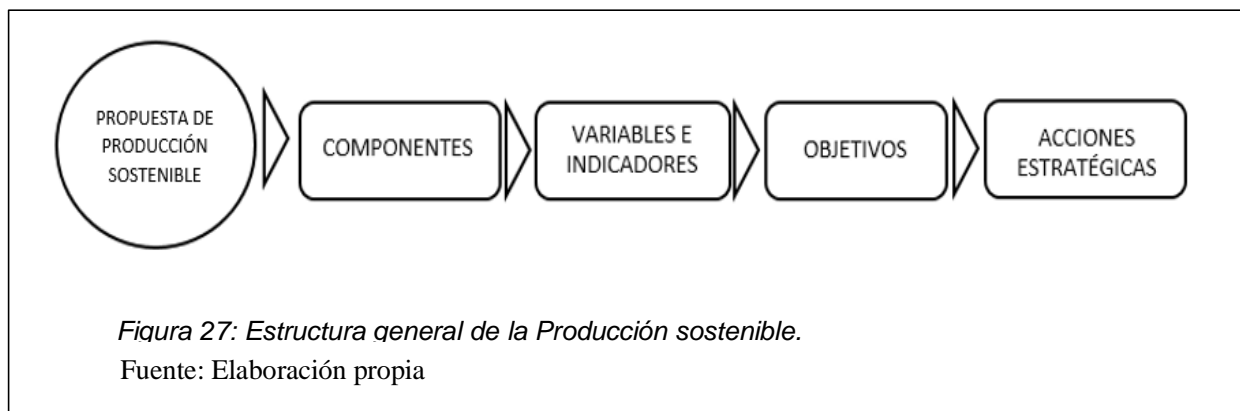 PROPUESTA DE
PRODUCCIÓN
SOSTENIBLE
COMPONENTES
VARIABLES E
INDICADORES
OBJETIVOS
ACCIONES
ESTRATÉGICAS
Figura 27: Estructura general de la Producción sostenible.
Fuente: Elaboración propia